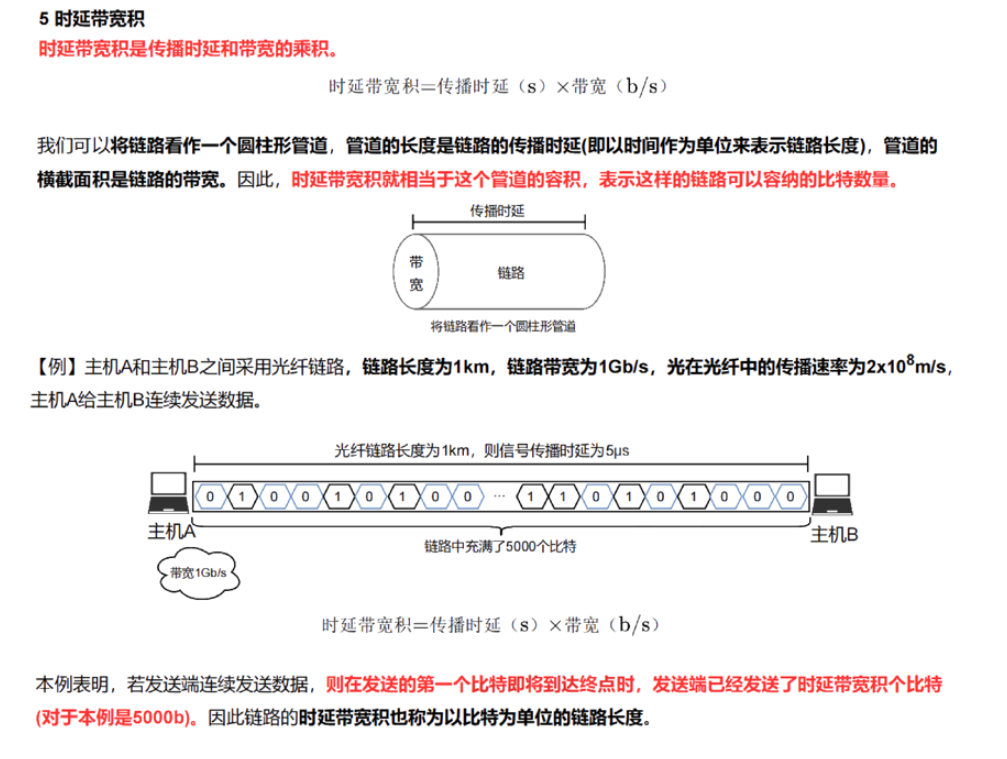 5 时延带宽积
时延带宽积是传播时延和带宽的乘积。
时延带宽积=传播时延（s）×带宽（b/s）
我们可以将链路看作一个圆柱形管道，管道的长度是链路的传播时延(即以时间作为单位来表示链路长度)，管道的
横截面积是链路的带宽。因此，时延带宽积就相当于这个管道的容积，表示这样的链路可以容纳的比特数量。
传播时延
带
宽
链路
将链路看作一个圆柱形管道
【例】主机A和主机B之间采用光纤链路，链路长度为1km，链路带宽为1Gb/s，光在光纤中的传播速率为2x10⁸m/s，
主机A给主机B连续发送数据。
光纤链路长度为1km，则信号传播时延为5μs
0 1 0 0 1 0 1 0 0 … 1 1 0 1 0 1 0 0 0
主机A
主机B
链路中充满了5000个比特
带宽1Gb/s
时延带宽积=传播时延（s）×带宽（b/s）
本例表明，若发送端连续发送数据，则在发送的第一个比特即将到达终点时，发送端已经发送了时延带宽积个比特
(对于本例是5000b)。因此链路的时延带宽积也称为以比特为单位的链路长度。